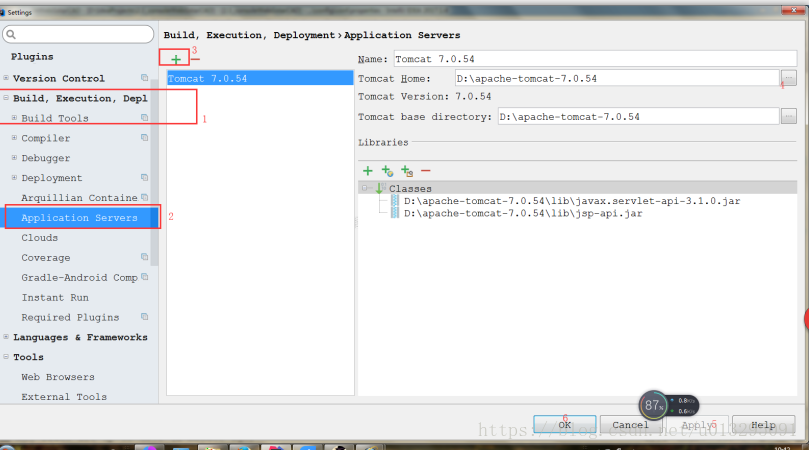 Settings
Plugins
Version Control
Build, Execution, Depl
Build Tools
Compiler
Debugger
Deployment
Arquillian Containe
Application Servers
Clouds
Coverage
Gradle-Android Comp
Instant Run
Required Plugins
Languages & Frameworks
Tools
Web Browsers
External Tools
1
2
Build, Execution, Deployment › Application Servers
3
Tomcat 7.0.54
Name: Tomcat 7.0.54
Tomcat Home: D:\apache-tomcat-7.0.54 ...
4
Tomcat Version: 7.0.54
Tomcat base directory: D:\apache-tomcat-7.0.54 ...
Libraries
Classes
D:\apache-tomcat-7.0.54\lib\javax.servlet-api-3.1.0.jar
D:\apache-tomcat-7.0.54\lib\jsp-api.jar
87%
0.8K/s
0.6K/s
6
OK Cancel Apply 5 Help